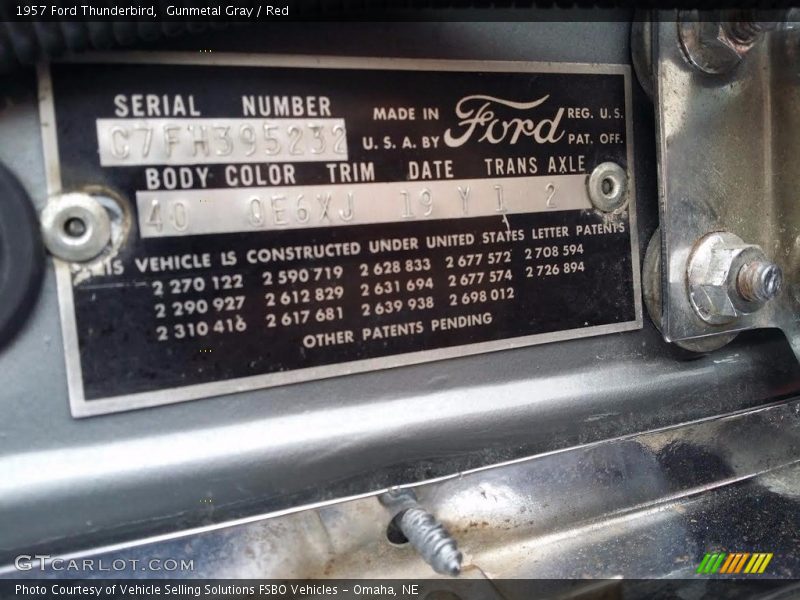 1957 Ford Thunderbird, Gunmetal Gray / Red
SERIAL NUMBER
MADE IN Ford REG. U.S.
C7FH395232
U.S.A. BY PAT. OFF.
BODY COLOR TRIM DATE TRANS AXLE
40 QE6XJ 19 Y 1 2
VEHICLE IS CONSTRUCTED UNDER UNITED STATES LETTER PATENTS
2 270 122 2 590 719 2 628 833 2 677 572 2 708 594
2 290 927 2 612 829 2 631 694 2 677 574 2 726 894
2 310 416 2 617 681 2 639 938 2 698 012
OTHER PATENTS PENDING
GTCARLOT.COM
Photo Courtesy of Vehicle Selling Solutions FSBO Vehicles - Omaha, NE